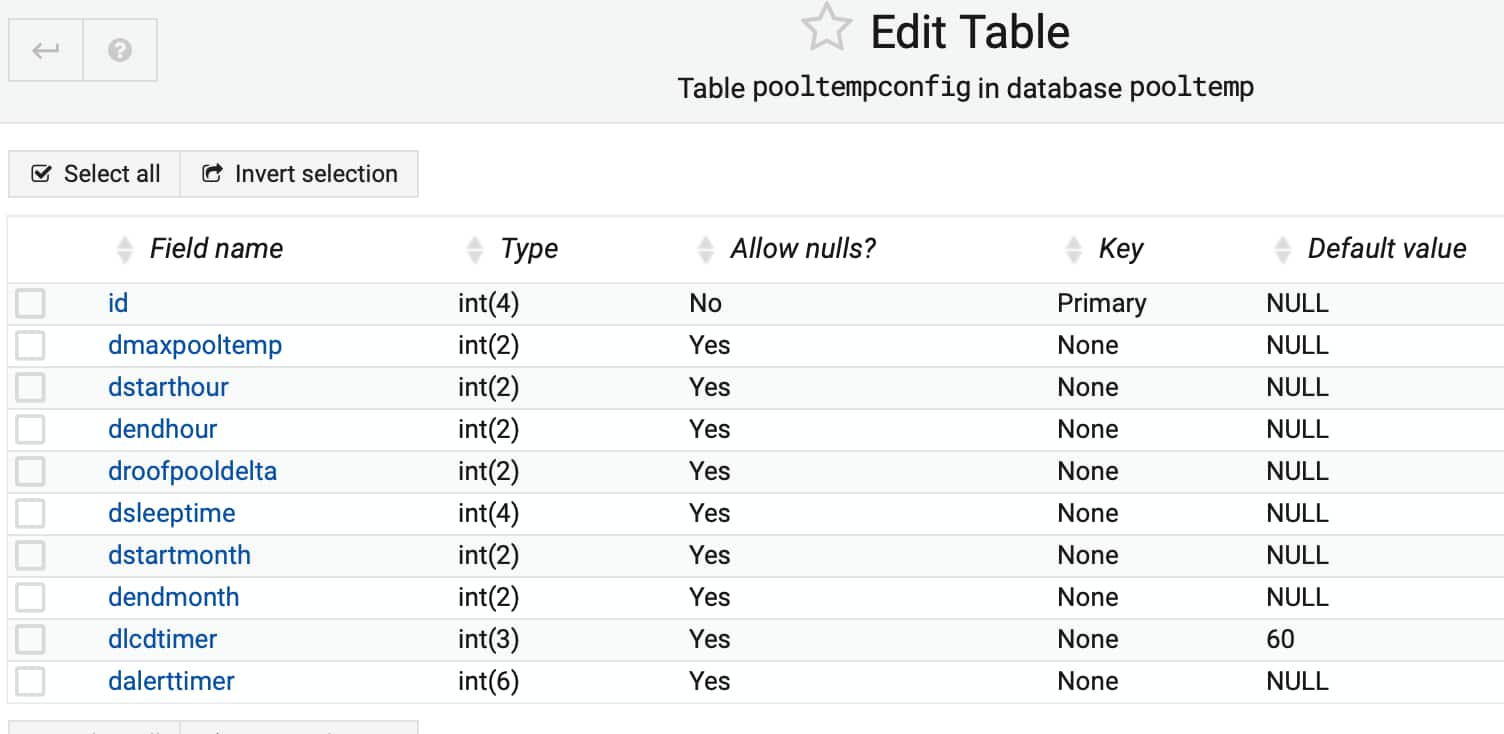 Edit Table
Table pooltempconfig in database pooltemp
Select all Invert selection
Field name Type Allow nulls? Key Default value
id int(4) No Primary NULL
dmaxpooltemp int(2) Yes None NULL
dstarthour int(2) Yes None NULL
dendhour int(2) Yes None NULL
droofpooldelta int(2) Yes None NULL
dsleeptime int(4) Yes None NULL
dstartmonth int(2) Yes None NULL
dendmonth int(2) Yes None NULL
dlcdtimer int(3) Yes None 60
dalerttimer int(6) Yes None NULL